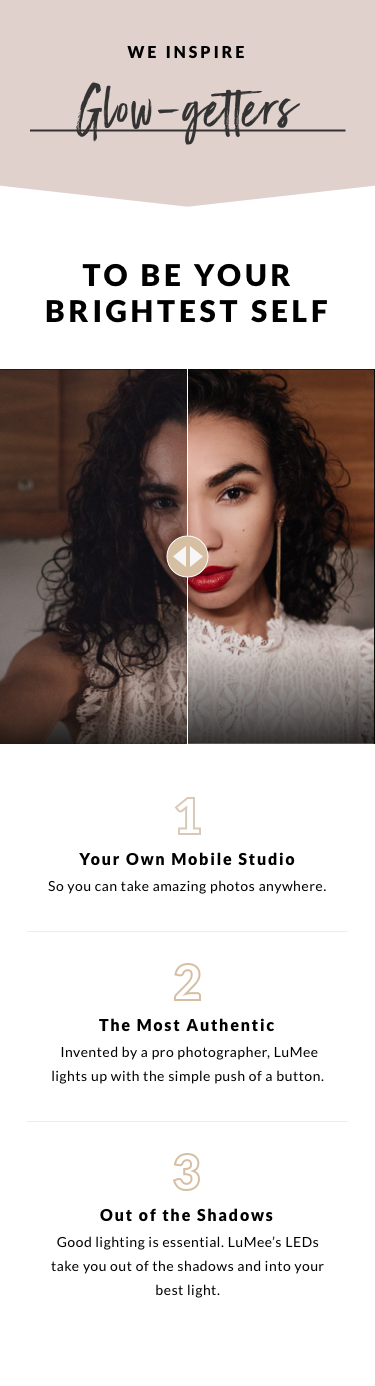 WE INSPIRE
Glow-getters
TO BE YOUR
BRIGHTEST SELF
1
Your Own Mobile Studio
So you can take amazing photos anywhere.
2
The Most Authentic
Invented by a pro photographer, LuMee
lights up with the simple push of a button.
3
Out of the Shadows
Good lighting is essential. LuMee’s LEDs
take you out of the shadows and into your
best light.